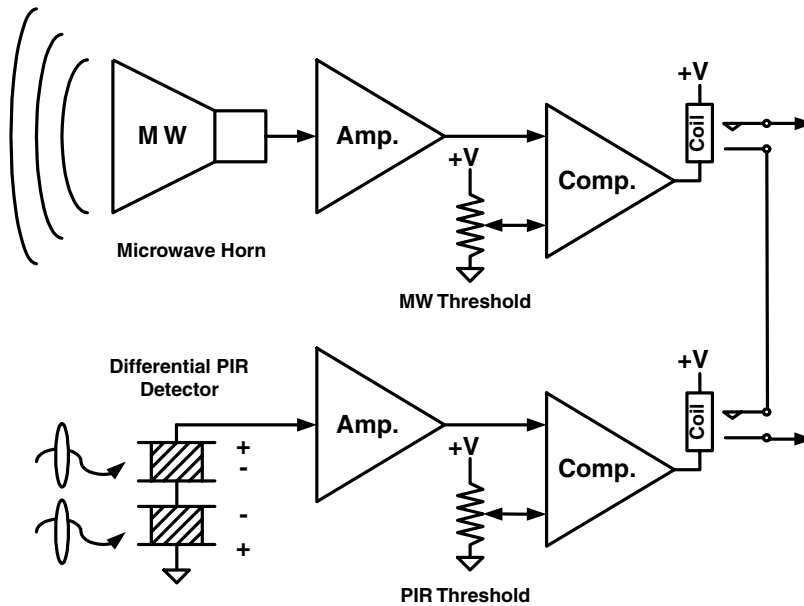 +V
Coil
M W
Amp.
+V
Comp.
Microwave Horn
MW Threshold
Differential PIR
Detector
+V
Coil
Amp.
+V
Comp.
+
-
-
+
PIR Threshold